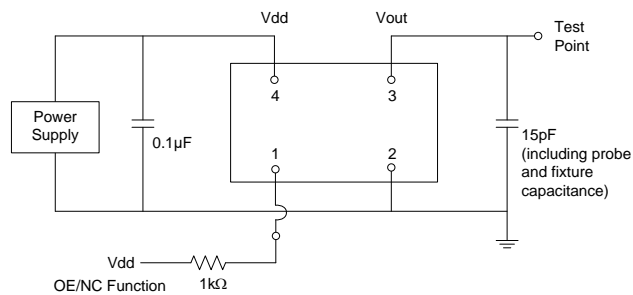 Vdd
Vout
Test
Point
4
3
Power
Supply
0.1µF
1
2
15pF
(including probe
and fixture
capacitance)
Vdd
OE/NC Function
1kΩ